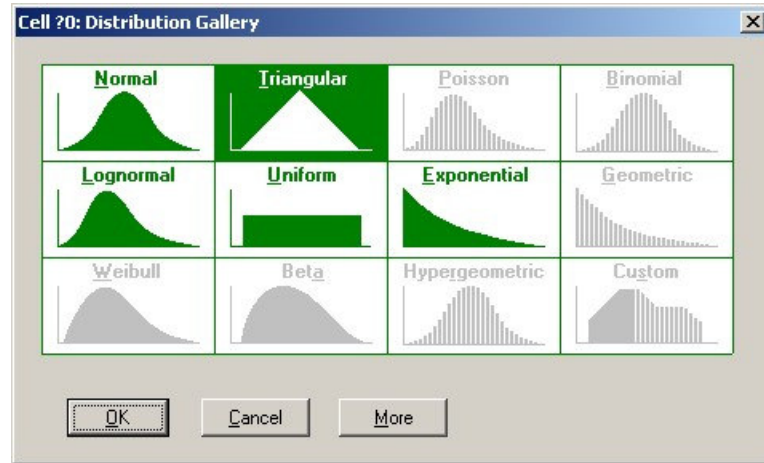 Cell ?0: Distribution Gallery
Normal Triangular Poisson Binomial
Lognormal Uniform Exponential Geometric
Weibull Beta Hypergeometric Custom
OK Cancel More